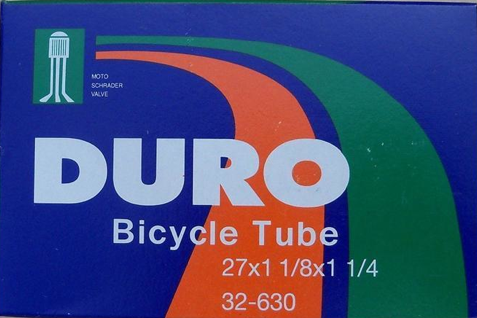 MOTO
SCHRADER
VALVE
DURO
Bicycle Tube
27x1 1/8x1 1/4
32-630